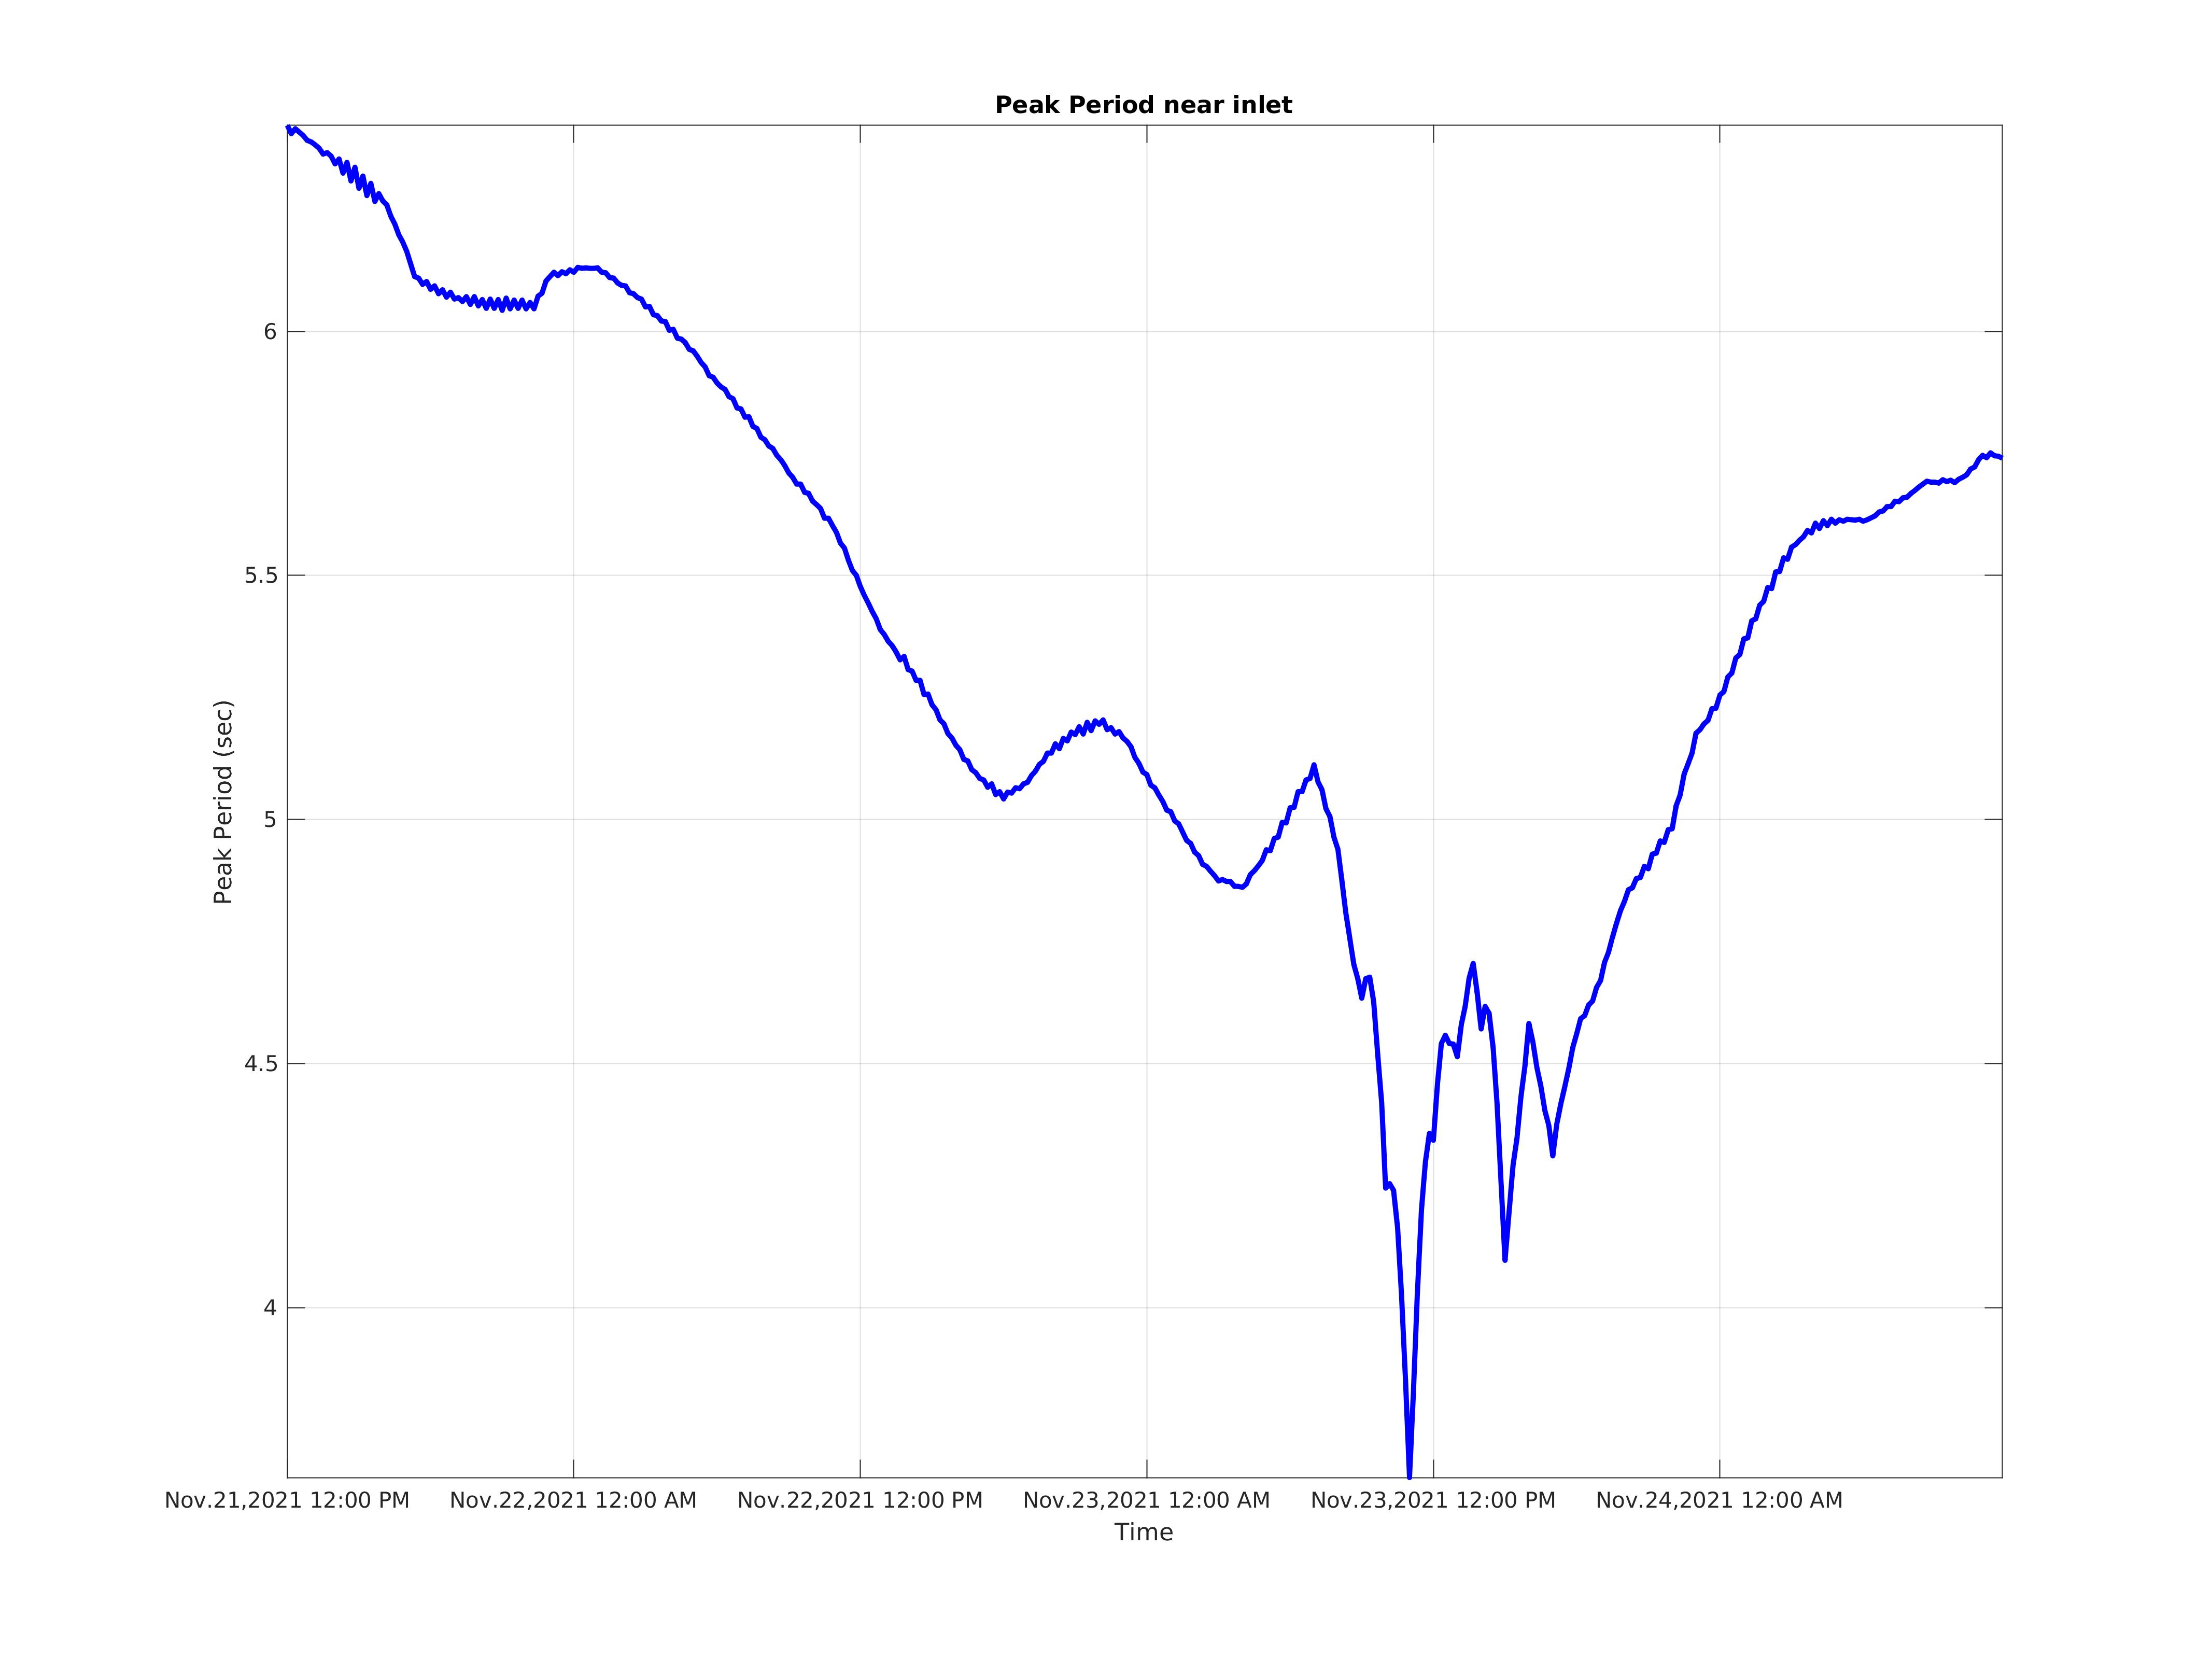 Peak Period near inlet
Peak Period (sec)
6
5.5
5
4.5
4
Nov.21,2021 12:00 PM
Nov.22,2021 12:00 AM
Nov.22,2021 12:00 PM
Nov.23,2021 12:00 AM
Nov.23,2021 12:00 PM
Nov.24,2021 12:00 AM
Time